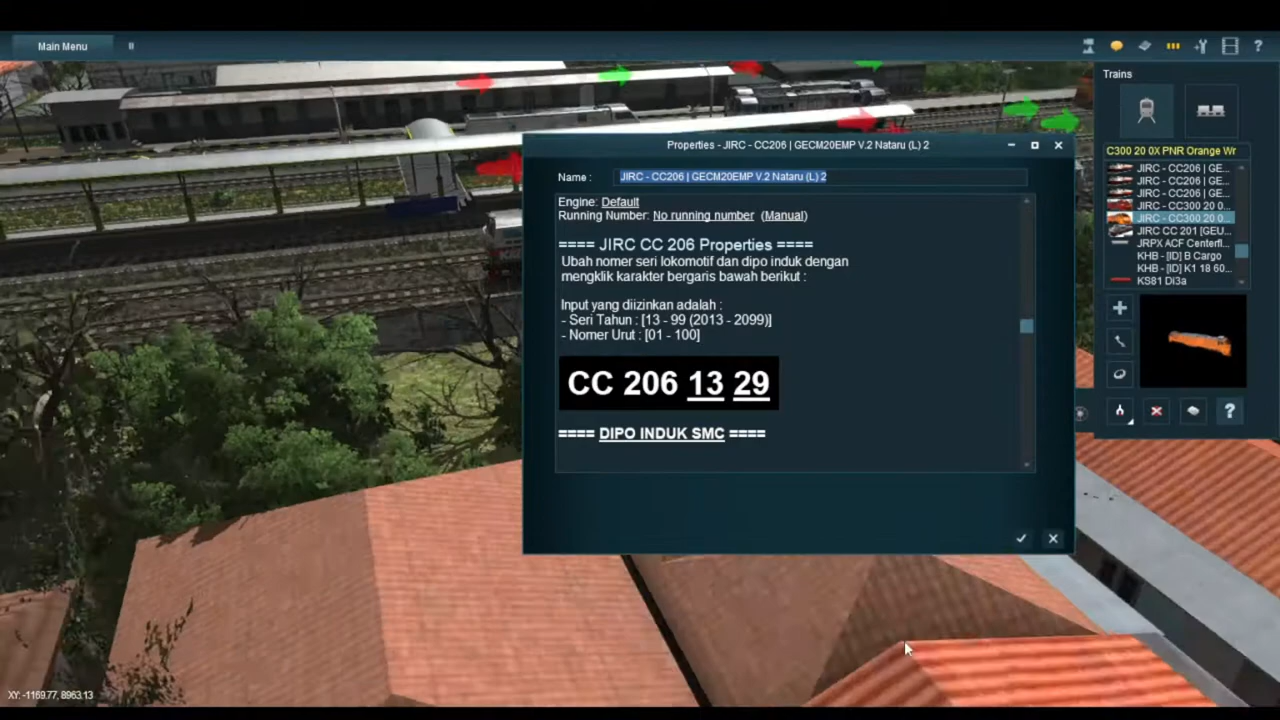 Main Menu
Trains
Properties - JIRC - CC206 | GECM20EMP V.2 Nataru (L) 2
C300 20 0X PNR Orange Wr
Name : JIRC - CC206 | GECM20EMP V.2 Nataru (L) 2
JIRC - CC206 | GE...
JIRC - CC206 | GE...
JIRC - CC206 | GE...
JIRC - CC300 20 0...
JIRC - CC300 20 0...
JIRC CC 201 [GEU...
JRPX ACF Centerfl...
KHB - [ID] B Cargo
KHB - [ID] K1 18 60...
KS81 Di3a
Engine: Default
Running Number: No running number (Manual)
==== JIRC CC 206 Properties ====
Ubah nomer seri lokomotif dan dipo induk dengan
mengklik karakter bergaris bawah berikut :
Input yang diizinkan adalah :
- Seri Tahun : [13 - 99 (2013 - 2099)]
- Nomer Urut : [01 - 100]
CC 206 13 29
==== DIPO INDUK SMC ====
XY: -1169.77, 8963.13